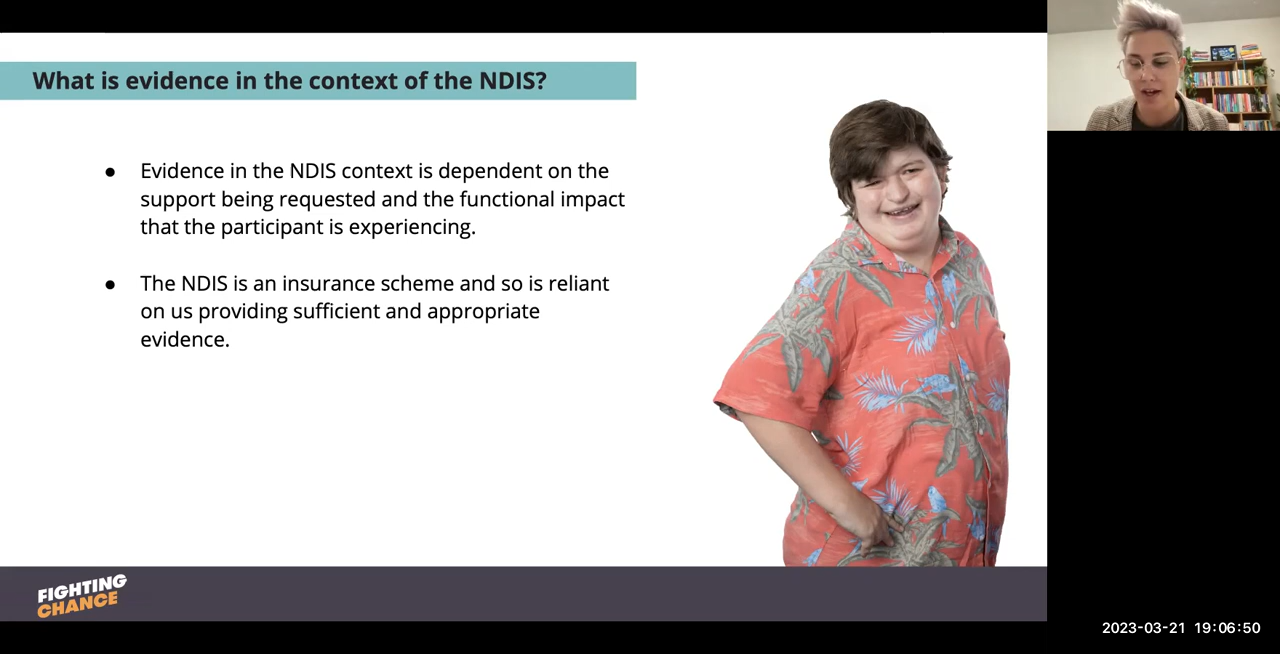 What is evidence in the context of the NDIS?
● Evidence in the NDIS context is dependent on the
support being requested and the functional impact
that the participant is experiencing.
● The NDIS is an insurance scheme and so is reliant
on us providing sufficient and appropriate
evidence.
FIGHTING
CHANCE
2023-03-21 19:06:50